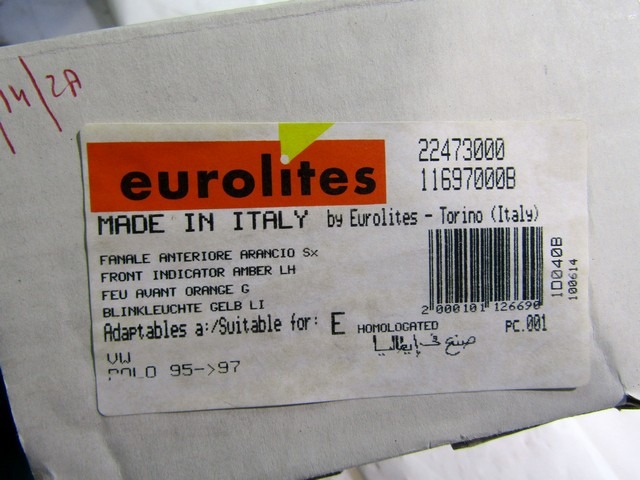 /14/2A
eurolites
22473000
11697000B
MADE IN ITALY by Eurolites - Torino (Italy)
FANALE ANTERIORE ARANCIO Sx
FRONT INDICATOR AMBER LH
FEU AVANT ORANGE G
BLINKLEUCHTE GELB LI
Adaptables a:/Suitable for: E HOMOLOGATED
صنع في إيطاليا
VW
POLO 95->97
2 000101 126690
PC.001
1D040B
100614